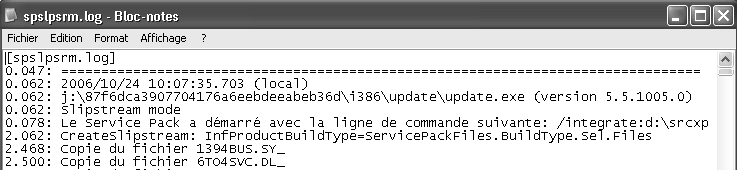 spslpsrm.log - Bloc-notes
Fichier Edition Format Affichage ?
[spslpsrm.log]
0.047: ================================================================================
0.062: 2006/10/24 10:07:35.703 (local)
0.062: j:\87f6dca3907704176a6eebdeeabeb36d\i386\update\update.exe (version 5.5.1005.0)
0.062: Slipstream mode
0.078: Le Service Pack a démarré avec la ligne de commande suivante: /integrate:d:\srcxp
2.062: CreateSlipstream: InfProductBuildType=ServicePackFiles.BuildType.Sel.Files
2.468: Copie du fichier 1394BUS.SY_
2.500: Copie du fichier 6TO4SVC.DL_